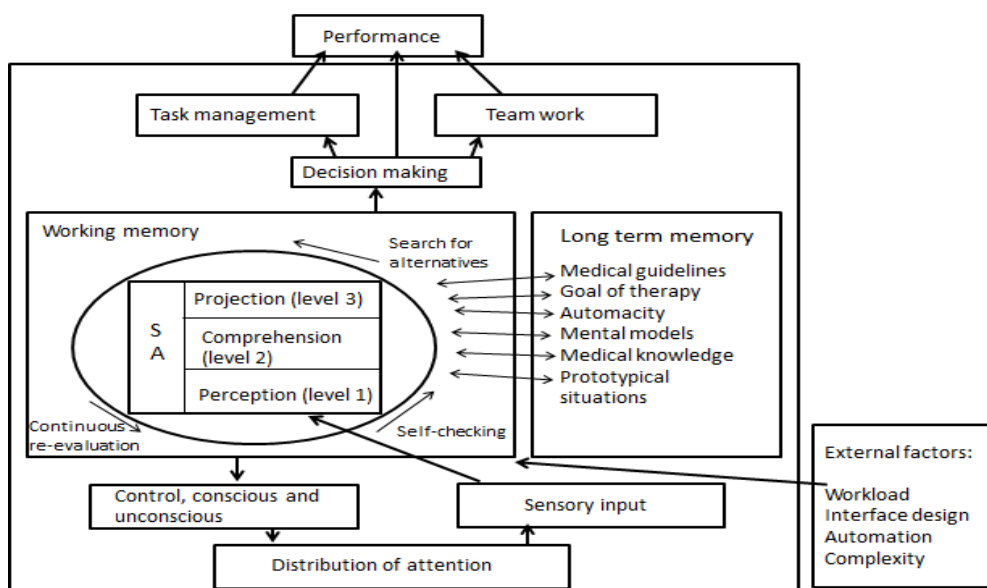 Performance
Task management
Team work
Decision making
Working memory
Search for
alternatives
Projection (level 3)
S
A
Comprehension
(level 2)
Perception (level 1)
Continuous
re-evaluation
Self-checking
Long term memory
Medical guidelines
Goal of therapy
Automacity
Mental models
Medical knowledge
Prototypical
situations
Control, conscious and
unconscious
Sensory input
Distribution of attention
External factors:
Workload
Interface design
Automation
Complexity